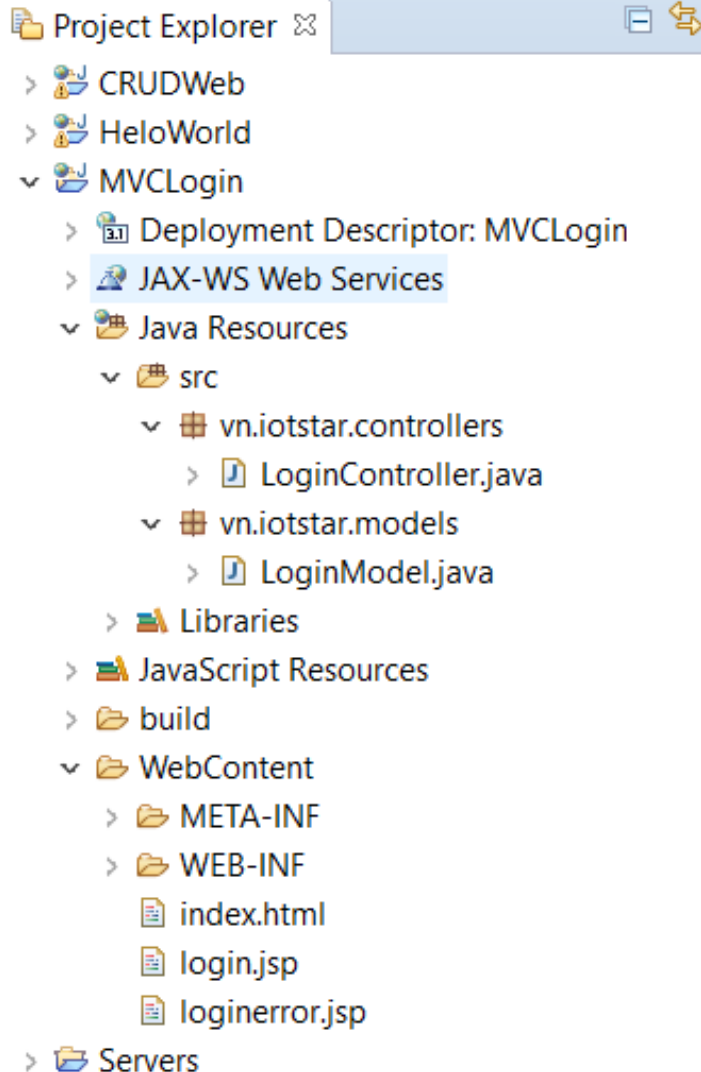 Project Explorer
CRUDWeb
HeloWorld
MVCLogin
3.1 Deployment Descriptor: MVCLogin
JAX-WS Web Services
Java Resources
src
vn.iotstar.controllers
J LoginController.java
vn.iotstar.models
J LoginModel.java
Libraries
JavaScript Resources
build
WebContent
META-INF
WEB-INF
index.html
login.jsp
loginerror.jsp
Servers